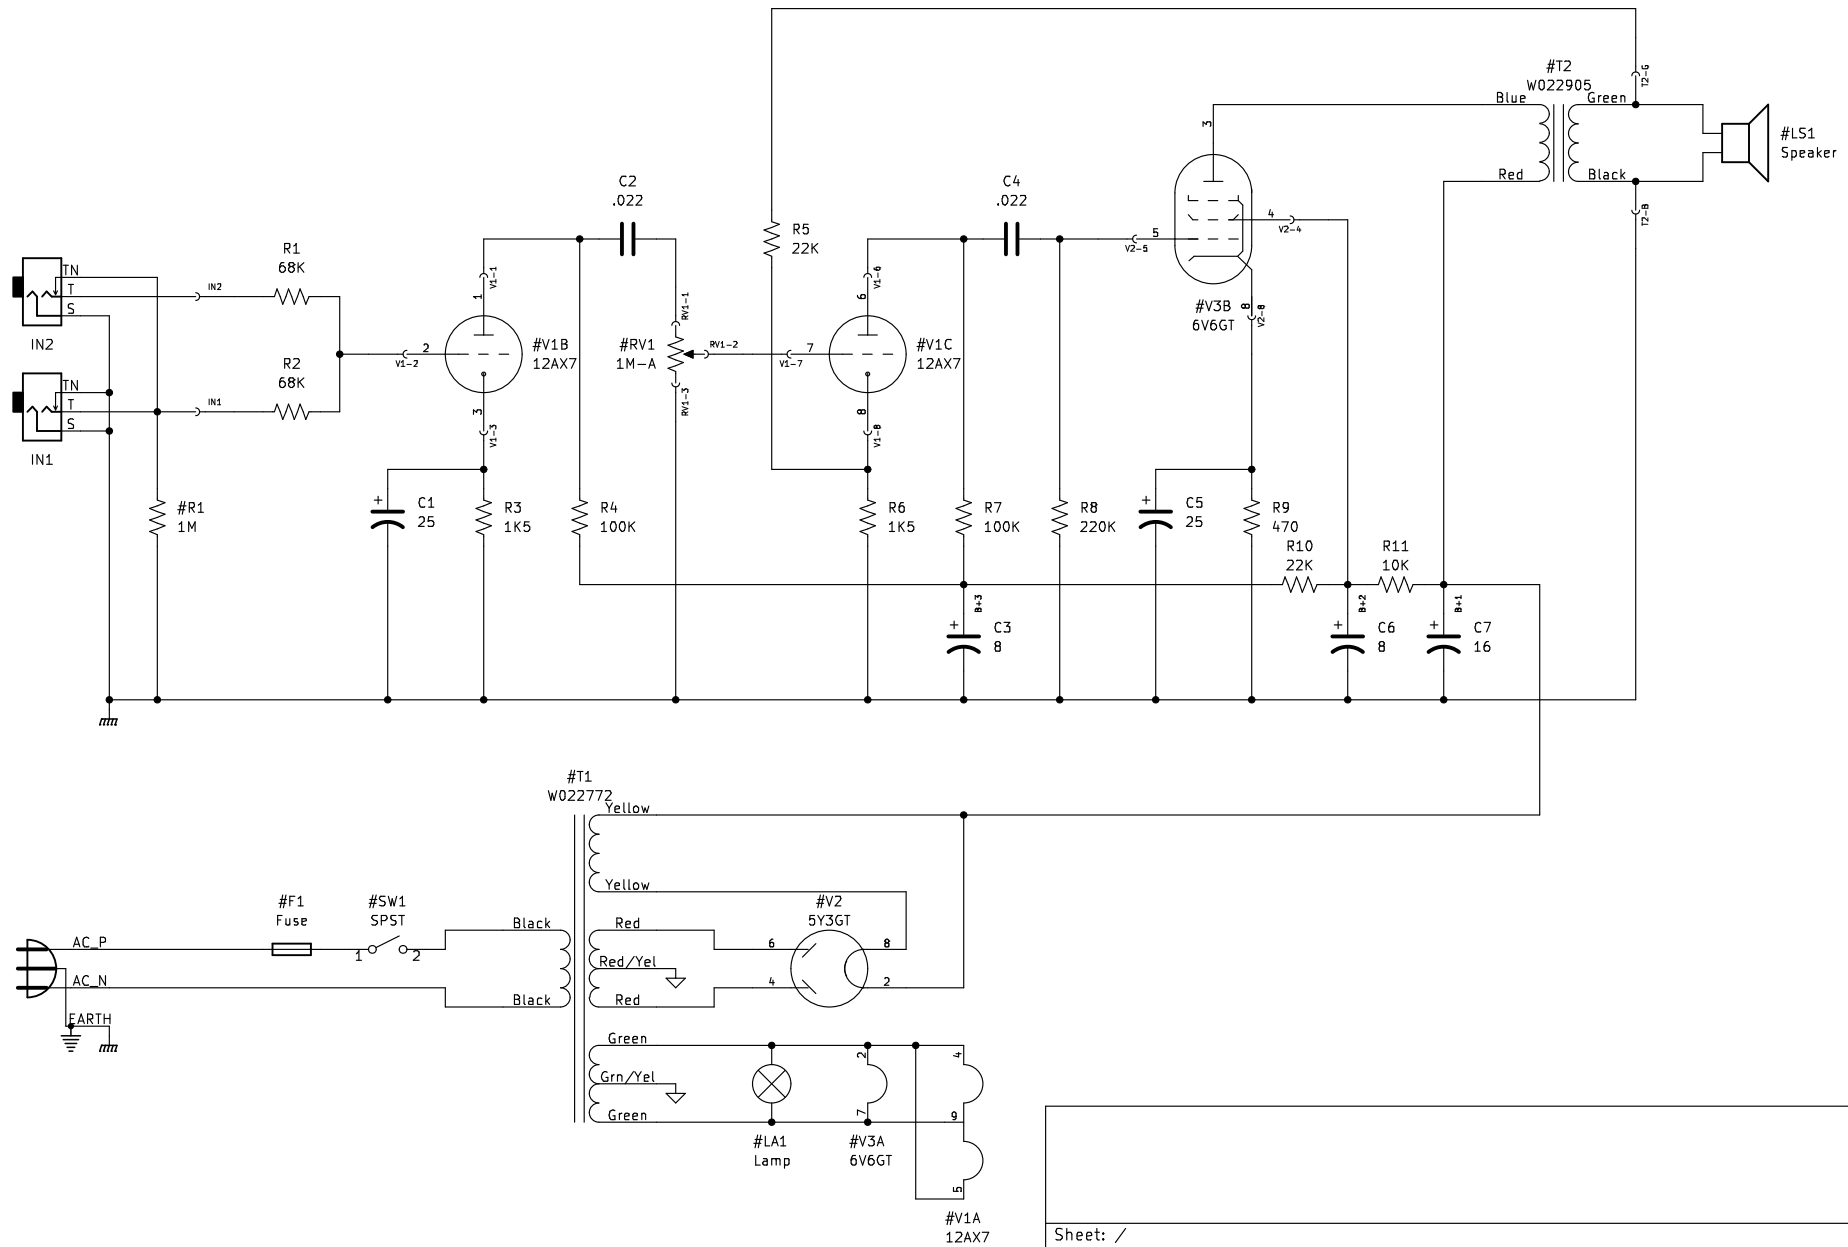 T2-G
#T2
W022905
Blue
Green
3
#LS1
Speaker
Red
Black
T2-B
C2
.022
C4
.022
4
V2-4
R5
22K
5
V2-5
R1
68K
TN
T
S
IN2
IN2
V1-1
1
RV1-1
V1-6
6
#V3B
6V6GT
8
V2-8
#V1B
12AX7
#RV1
1M-A
RV1-2
7
V1-7
#V1C
12AX7
2
V1-2
R2
68K
TN
T
S
IN1
IN1
3
V1-3
RV1-3
8
V1-8
#R1
1M
+
C1
25
R3
1K5
R4
100K
R6
1K5
R7
100K
R8
220K
+
C5
25
R9
470
R10
22K
R11
10K
B+3
+
C3
8
B+2
+
C6
8
B+1
+
C7
16
#T1
W022772
Yellow
Yellow
#F1
Fuse
#SW1
SPST
Black
Red
#V2
5Y3GT
AC_P
1
2
6
8
Red/Yel
AC_N
4
2
Black
Red
EARTH
Green
2
4
Grn/Yel
Green
7
9
#LA1
Lamp
#V3A
6V6GT
5
#V1A
12AX7
Sheet: /